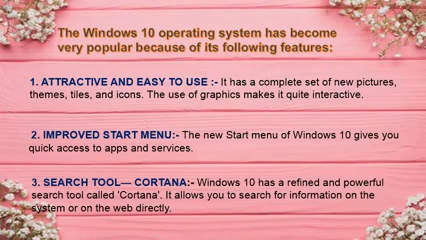 The Windows 10 operating system has become
very popular because of its following features:
1. ATTRACTIVE AND EASY TO USE :- It has a complete set of new pictures,
themes, tiles, and icons. The use of graphics makes it quite interactive.
2. IMPROVED START MENU:- The new Start menu of Windows 10 gives you
quick access to apps and services.
3. SEARCH TOOL— CORTANA:- Windows 10 has a refined and powerful
search tool called 'Cortana'. It allows you to search for information on the
system or on the web directly.